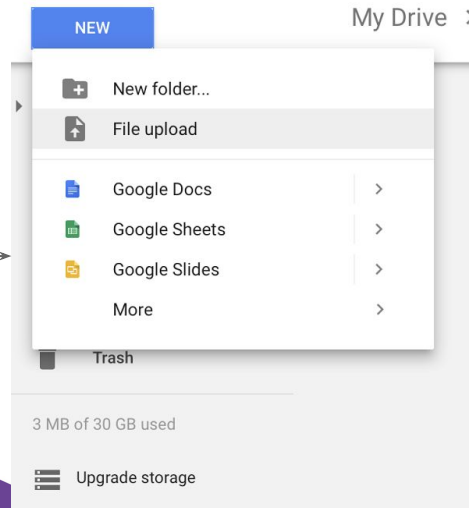 NEW
My Drive
New folder...
File upload
Google Docs
Google Sheets
Google Slides
More
Trash
3 MB of 30 GB used
Upgrade storage